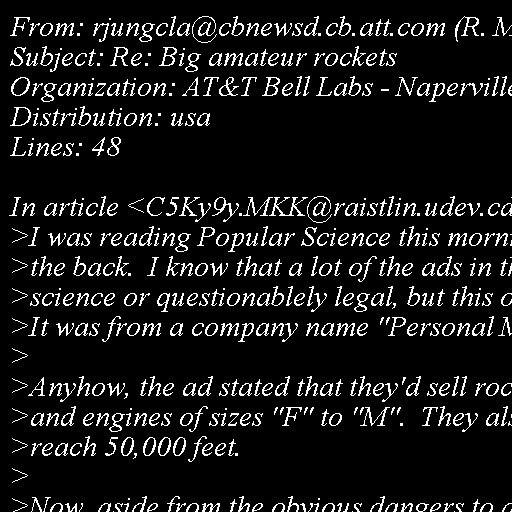 From: rjungcla@cbnewsd.cb.att.com (R. M
Subject: Re: Big amateur rockets
Organization: AT&T Bell Labs - Naperville
Distribution: usa
Lines: 48

In article <C5Ky9y.MKK@raistlin.udev.cd
>I was reading Popular Science this morni
>the back.  I know that a lot of the ads in th
>science or questionablely legal, but this o
>It was from a company name "Personal M
>
>Anyhow, the ad stated that they'd sell roc
>and engines of sizes "F" to "M".  They als
>reach 50,000 feet.
>
>Now, aside from the obvious dangers to